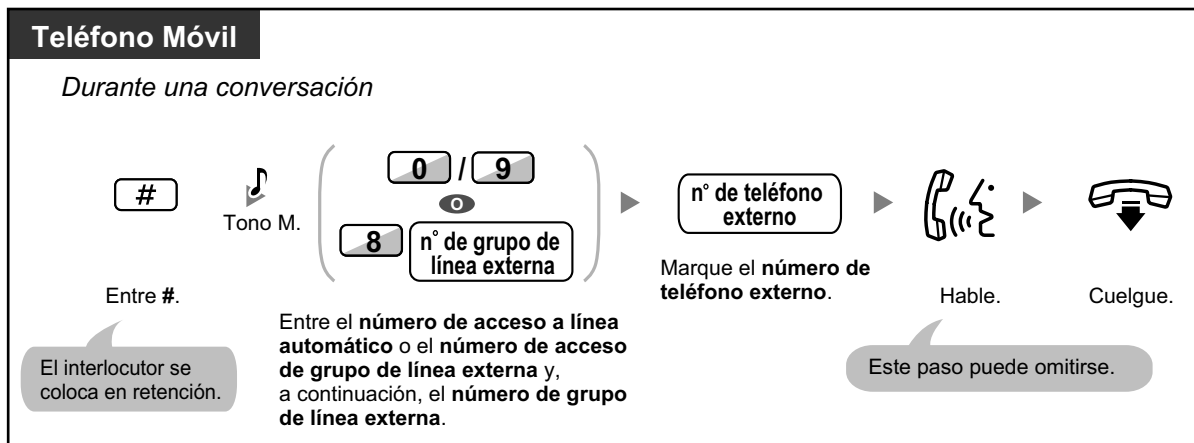 Teléfono Móvil
Durante una conversación
#
Tono M.
0 / 9
o
8 n° de grupo de
línea externa
n° de teléfono
externo
Entre #.
El interlocutor se
coloca en retención.
Entre el número de acceso a línea
automático o el número de acceso
de grupo de línea externa y,
a continuación, el número de grupo
de línea externa.
Marque el número de
teléfono externo.
Hable.
Este paso puede omitirse.
Cuelgue.